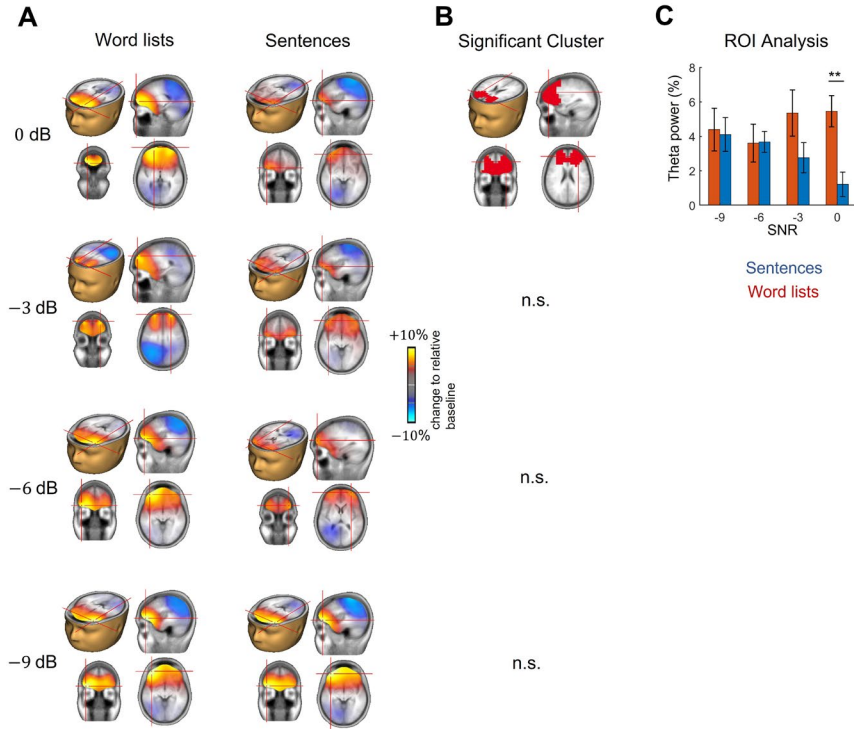 A
B
C
Word lists
Sentences
Significant Cluster
ROI Analysis
0 dB
Theta power (%)
8
6
4
2
0
**
-9
-6
-3
0
SNR
Sentences
Word lists
−3 dB
n.s.
+10%
−10%
change to relative
baseline
−6 dB
n.s.
−9 dB
n.s.